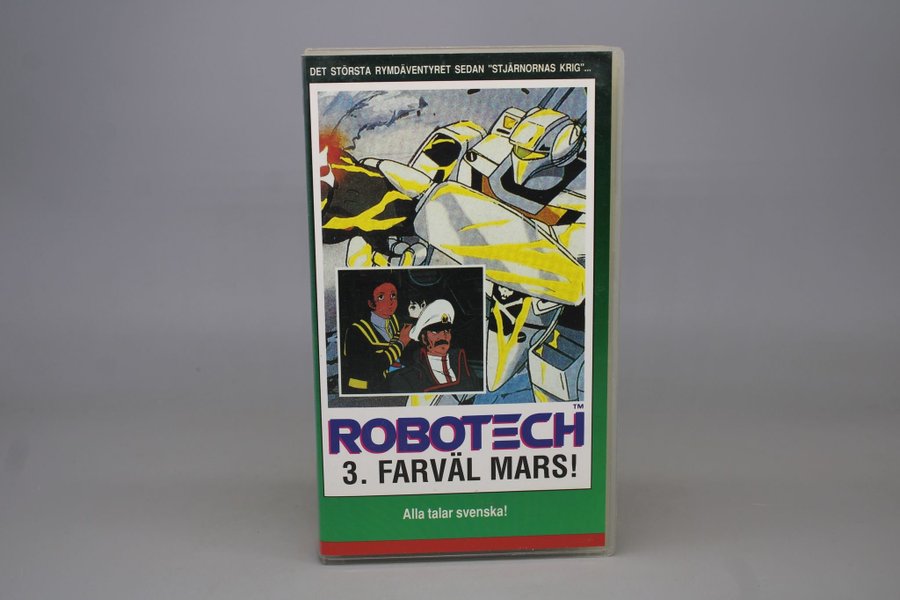 DET STÖRSTA RYMDÄVENTYRET SEDAN "STJÄRNORNAS KRIG"...
ROBOTECH™
3. FARVÄL MARS!
Alla talar svenska!